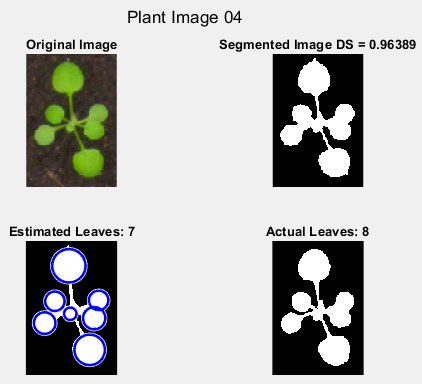 Plant Image 04
Original Image
Segmented Image DS = 0.96389
Estimated Leaves: 7
Actual Leaves: 8